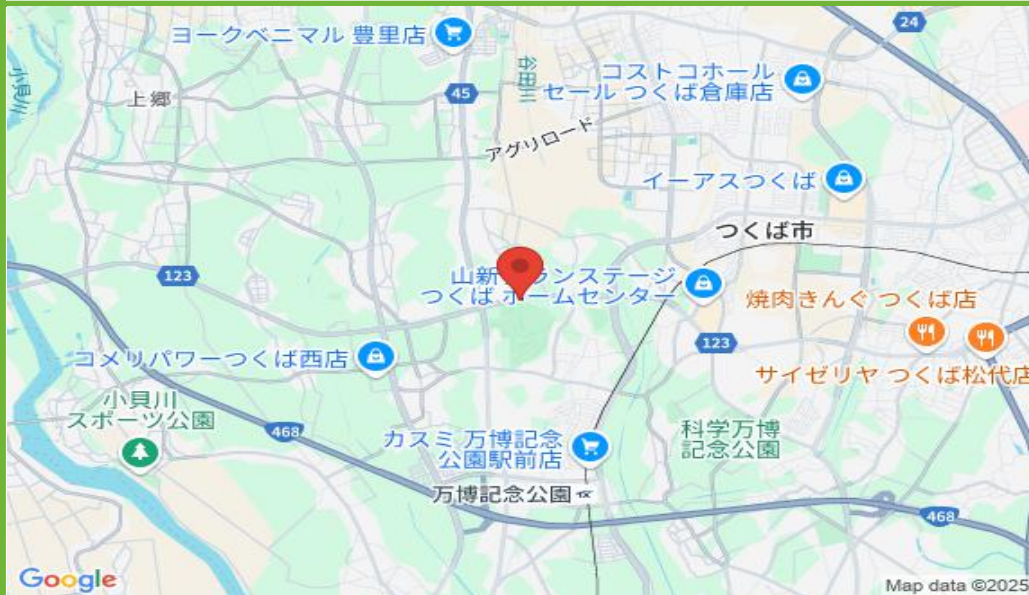 ヨークベニマル 豊里店
24
小貝川
上郷
45
谷田川
コストコホール
セール つくば倉庫店
アグリロード
イーアスつくば
つくば市
123
山新
ランステージ
つくば ホームセンター
焼肉きんぐ つくば店
123
コメリパワーつくば西店
サイゼリヤ つくば松代店
小貝川
スポーツ公園
468
カスミ 万博記念
公園駅前店
科学万博
記念公園
万博記念公園
468
Google
Map data ©2025